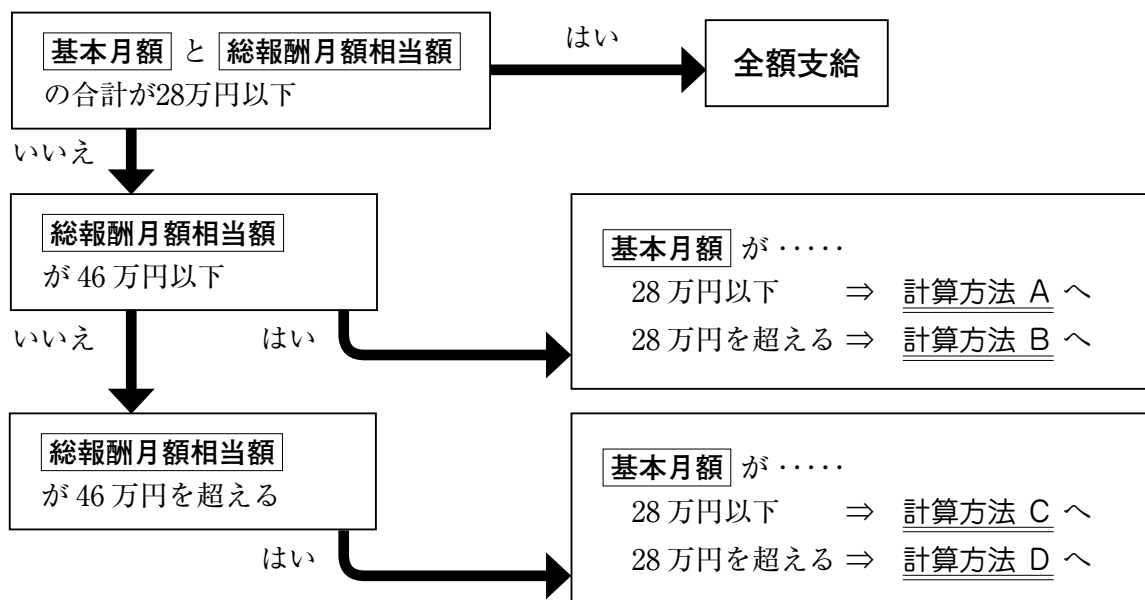 基本月額 と 総報酬月額相当額
の合計が28万円以下
はい
全額支給
いいえ
総報酬月額相当額
が 46 万円以下
基本月額 が ‥‥‥
28 万円以下 ⇒ 計算方法 A へ
28 万円を超える ⇒ 計算方法 B へ
いいえ
はい
総報酬月額相当額
が 46 万円を超える
基本月額 が ‥‥‥
28 万円以下 ⇒ 計算方法 C へ
28 万円を超える ⇒ 計算方法 D へ
はい